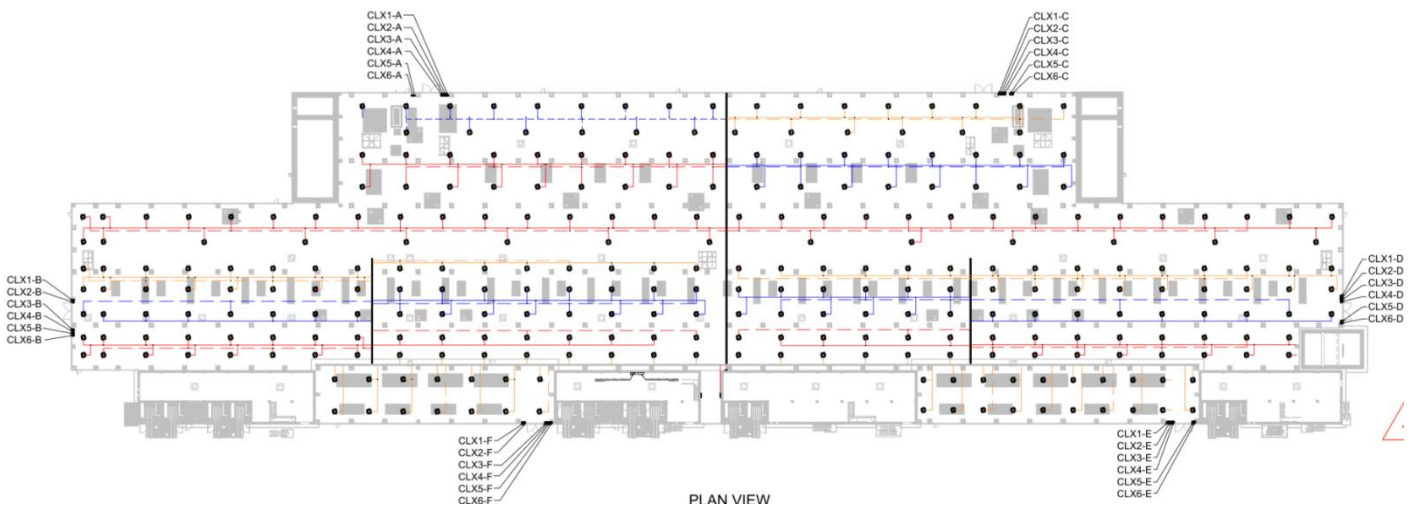 CLX1-A
CLX2-A
CLX3-A
CLX4-A
CLX5-A
CLX6-A
CLX1-C
CLX2-C
CLX3-C
CLX4-C
CLX5-C
CLX6-C
CLX1-B
CLX2-B
CLX3-B
CLX4-B
CLX5-B
CLX6-B
CLX1-D
CLX2-D
CLX3-D
CLX4-D
CLX5-D
CLX6-D
CLX1-F
CLX2-F
CLX3-F
CLX4-F
CLX5-F
CLX6-F
CLX1-E
CLX2-E
CLX3-E
CLX4-E
CLX5-E
CLX6-E
PLAN VIEW